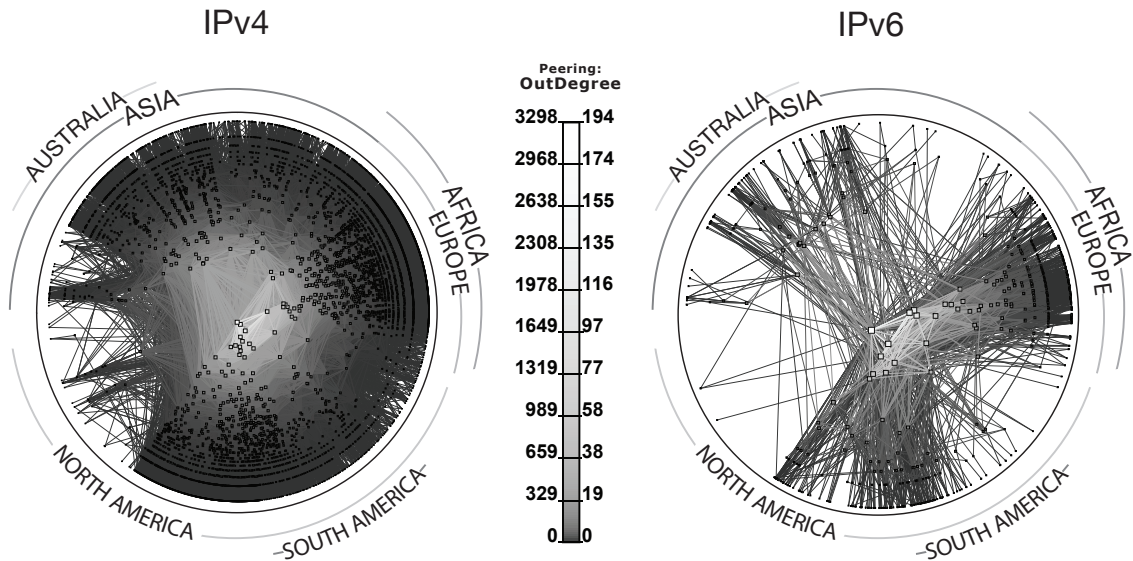 IPv4
IPv6
Peering:
OutDegree
AUSTRALIA
ASIA
AFRICA
EUROPE
NORTH AMERICA
SOUTH AMERICA
3298 194
2968 174
2638 155
2308 135
1978 116
1649 97
1319 77
989 58
659 38
329 19
0 0
AUSTRALIA
ASIA
AFRICA
EUROPE
NORTH AMERICA
SOUTH AMERICA